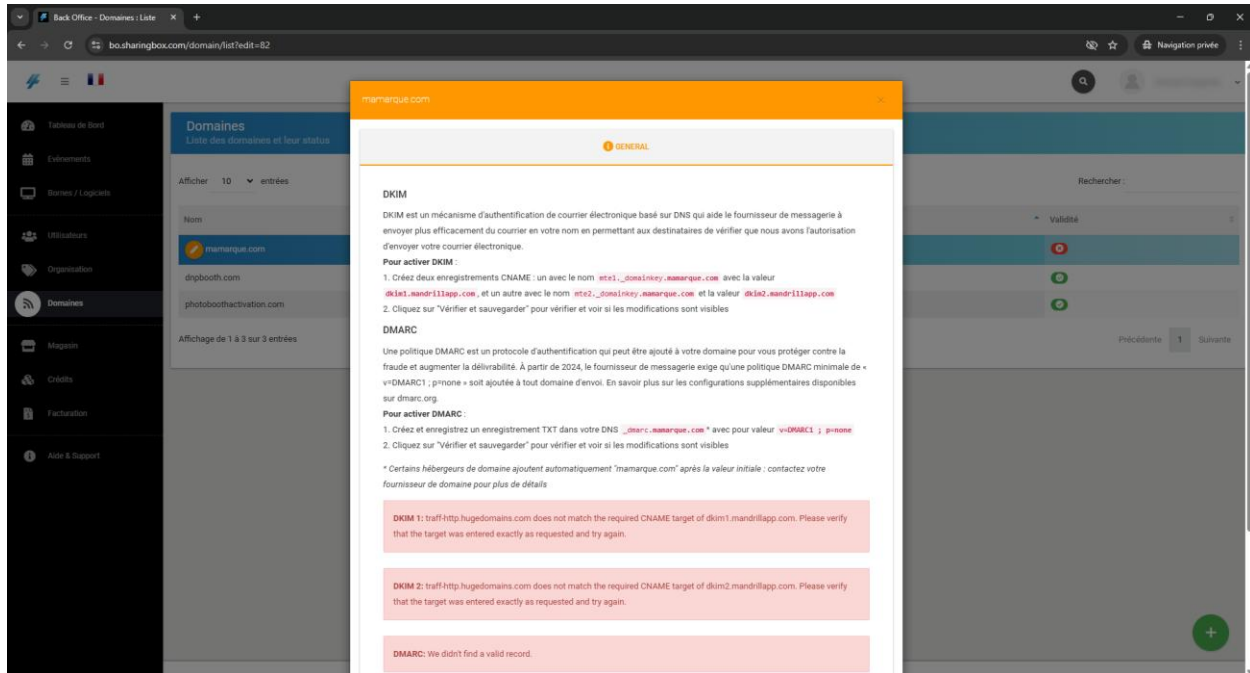 Back Office - Domaines : Liste
bo.sharingbox.com/domain/list?edit=82
Navigation privée
mamarque.com
Tableau de Bord
Evénements
Bornes / Logiciels
Utilisateurs
Organisation
Domaines
Magasin
Crédits
Facturation
Aide & Support
Domaines
Liste des domaines et leur status
Afficher 10 entrées
Rechercher :
Nom
Validité
mamarque.com
dnpbooth.com
photoboothactivation.com
Affichage de 1 à 3 sur 3 entrées
Précédente 1 Suivante
GENERAL
DKIM
DKIM est un mécanisme d'authentification de courrier électronique basé sur DNS qui aide le fournisseur de messagerie à
envoyer plus efficacement du courrier en votre nom en permettant aux destinataires de vérifier que nous avons l'autorisation
d'envoyer votre courrier électronique.
Pour activer DKIM :
1. Créez deux enregistrements CNAME : un avec le nom mte1._domainkey.mamarque.com avec la valeur
dkim1.mandrillapp.com, et un autre avec le nom mte2._domainkey.mamarque.com et la valeur dkim2.mandrillapp.com
2. Cliquez sur "Vérifier et sauvegarder" pour vérifier et voir si les modifications sont visibles
DMARC
Une politique DMARC est un protocole d'authentification qui peut être ajouté à votre domaine pour vous protéger contre la
fraude et augmenter la délivrabilité. À partir de 2024, le fournisseur de messagerie exige qu'une politique DMARC minimale de «
v=DMARC1 ; p=none » soit ajoutée à tout domaine d'envoi. En savoir plus sur les configurations supplémentaires disponibles
sur dmarc.org.
Pour activer DMARC :
1. Créez et enregistrez un enregistrement TXT dans votre DNS _dmarc.mamarque.com * avec pour valeur v=DMARC1 ; p=none
2. Cliquez sur "Vérifier et sauvegarder" pour vérifier et voir si les modifications sont visibles
* Certains hébergeurs de domaine ajoutent automatiquement "mamarque.com" après la valeur initiale : contactez votre
fournisseur de domaine pour plus de détails
DKIM 1: traff-http.hugedomains.com does not match the required CNAME target of dkim1.mandrillapp.com. Please verify
that the target was entered exactly as requested and try again.
DKIM 2: traff-http.hugedomains.com does not match the required CNAME target of dkim2.mandrillapp.com. Please verify
that the target was entered exactly as requested and try again.
DMARC: We didn't find a valid record.